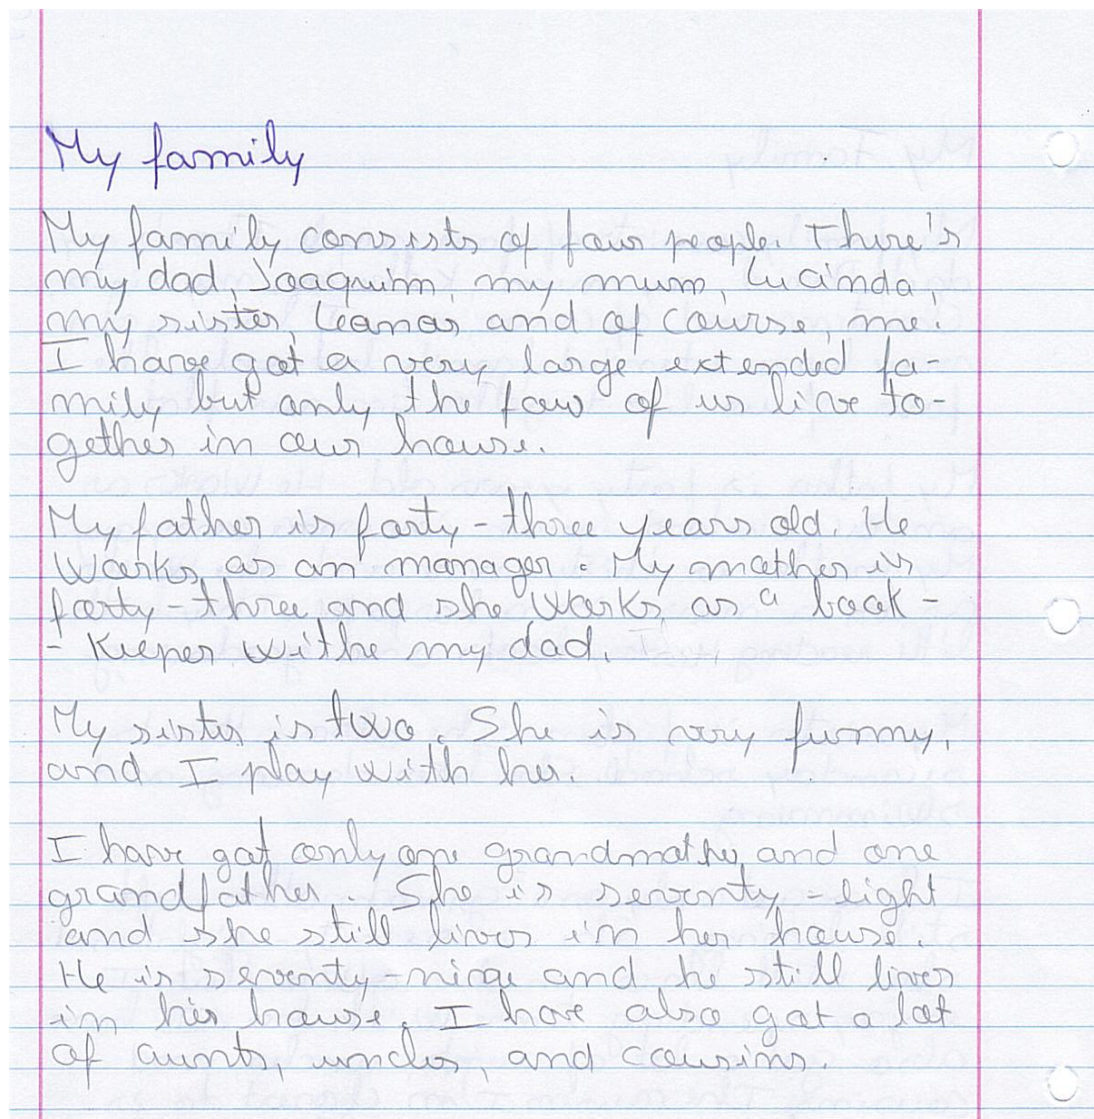 My family
My family consists of four people. There's
my dad, Joaquim, my mum, Lucinda,
my sister Leanor and of course, me.
I have got a very large extended fa-
mily but only the four of us live to-
gether in our house.
My father is forty-three years old. He
Works as an manager. My mother is
forty-three and she Works as a book-
- Keeper withe my dad.
My sister is two. She is very funny,
and I play with her.
I have got only one grandmother and one
grandfather. She is seventy-eight
and she still lives in her house.
He is seventy-nine and he still lives
in his house. I have also got a lot
of aunts, uncles, and cousins.